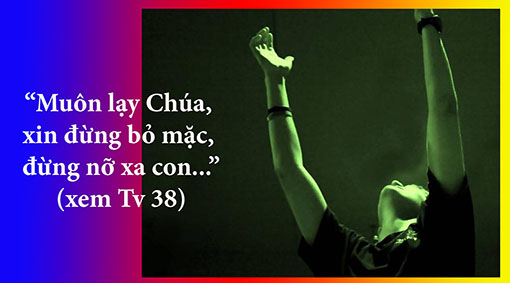 “Muôn lạy Chúa,
xin đừng bỏ mặc,
đừng nỡ xa con...”
(xem Tv 38)